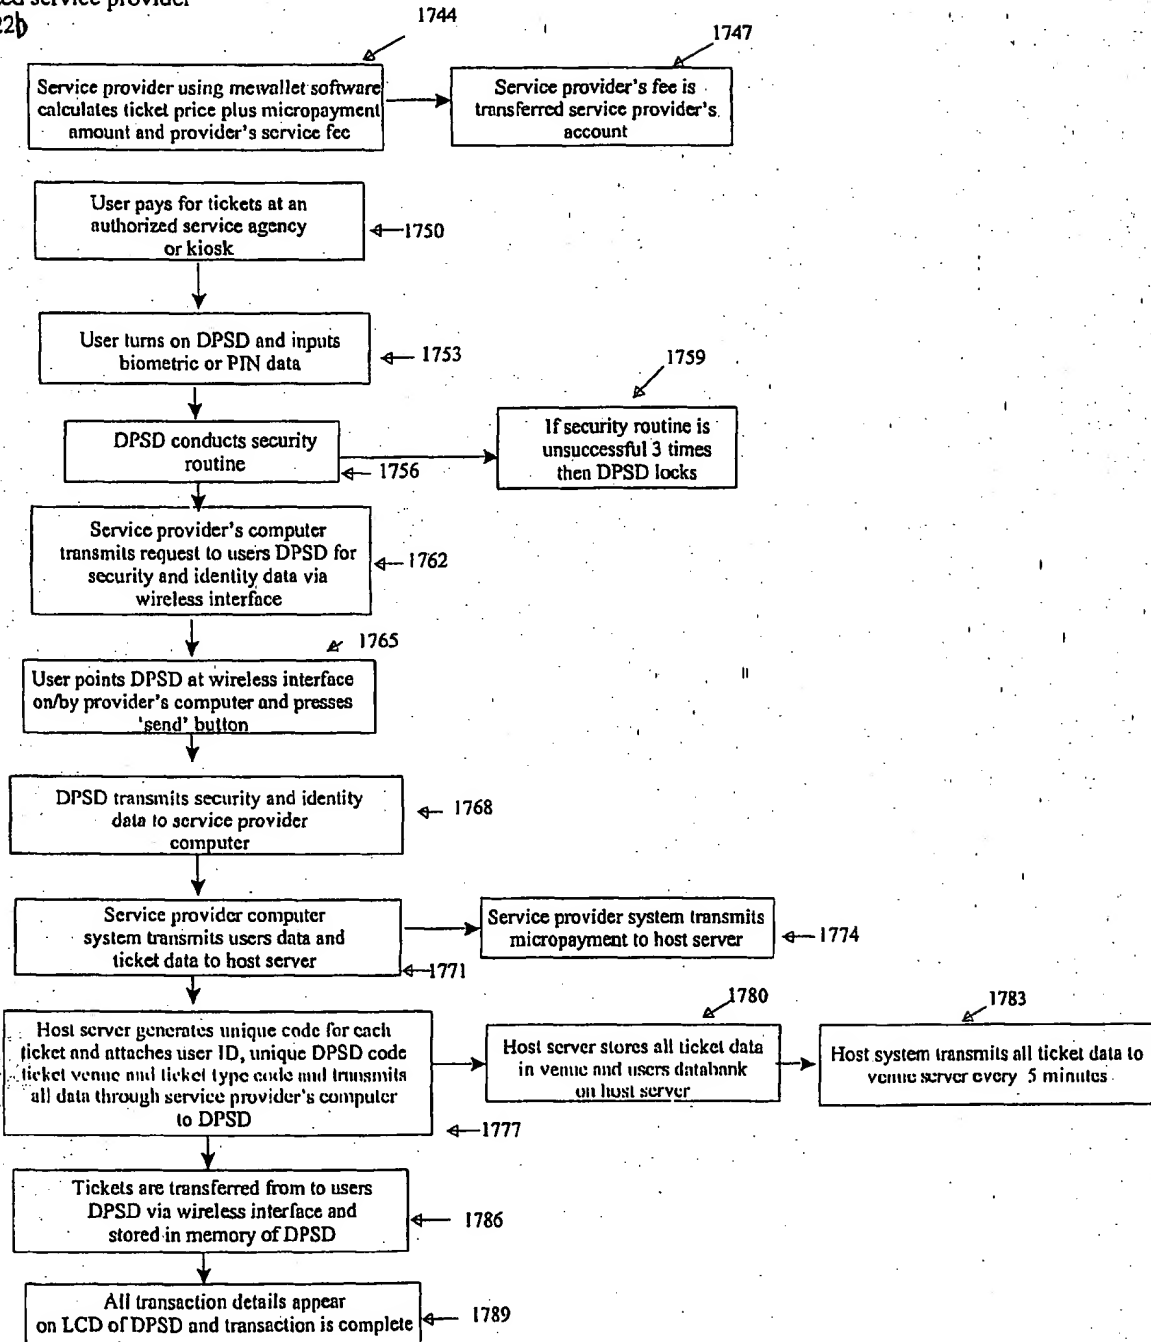 service provider
22b
1744
1747
Service provider using mewallet software
calculates ticket price plus micropayment
amount and provider's service fee
Service provider's fee is
transferred service provider's
account
User pays for tickets at an
authorized service agency
or kiosk
1750
User turns on DPSD and inputs
biometric or PIN data
1753
1759
DPSD conducts security
routine
1756
If security routine is
unsuccessful 3 times
then DPSD locks
Service provider's computer
transmits request to users DPSD for
security and identity data via
wireless interface
1762
1765
User points DPSD at wireless interface
on/by provider's computer and presses
'send' button
DPSD transmits security and identity
data to service provider
computer
1768
Service provider computer
system transmits users data and
ticket data to host server
1771
Service provider system transmits
micropayment to host server
1774
1780
1783
Host server generates unique code for each
ticket and attaches user ID, unique DPSD code
ticket venue and ticket type code and transmits
all data through service provider's computer
to DPSD
1777
Host server stores all ticket data
in venue and users databank
on host server
Host system transmits all ticket data to
venue server every 5 minutes
Tickets are transferred from to users
DPSD via wireless interface and
stored in memory of DPSD
1786
All transaction details appear
on LCD of DPSD and transaction is complete
1789